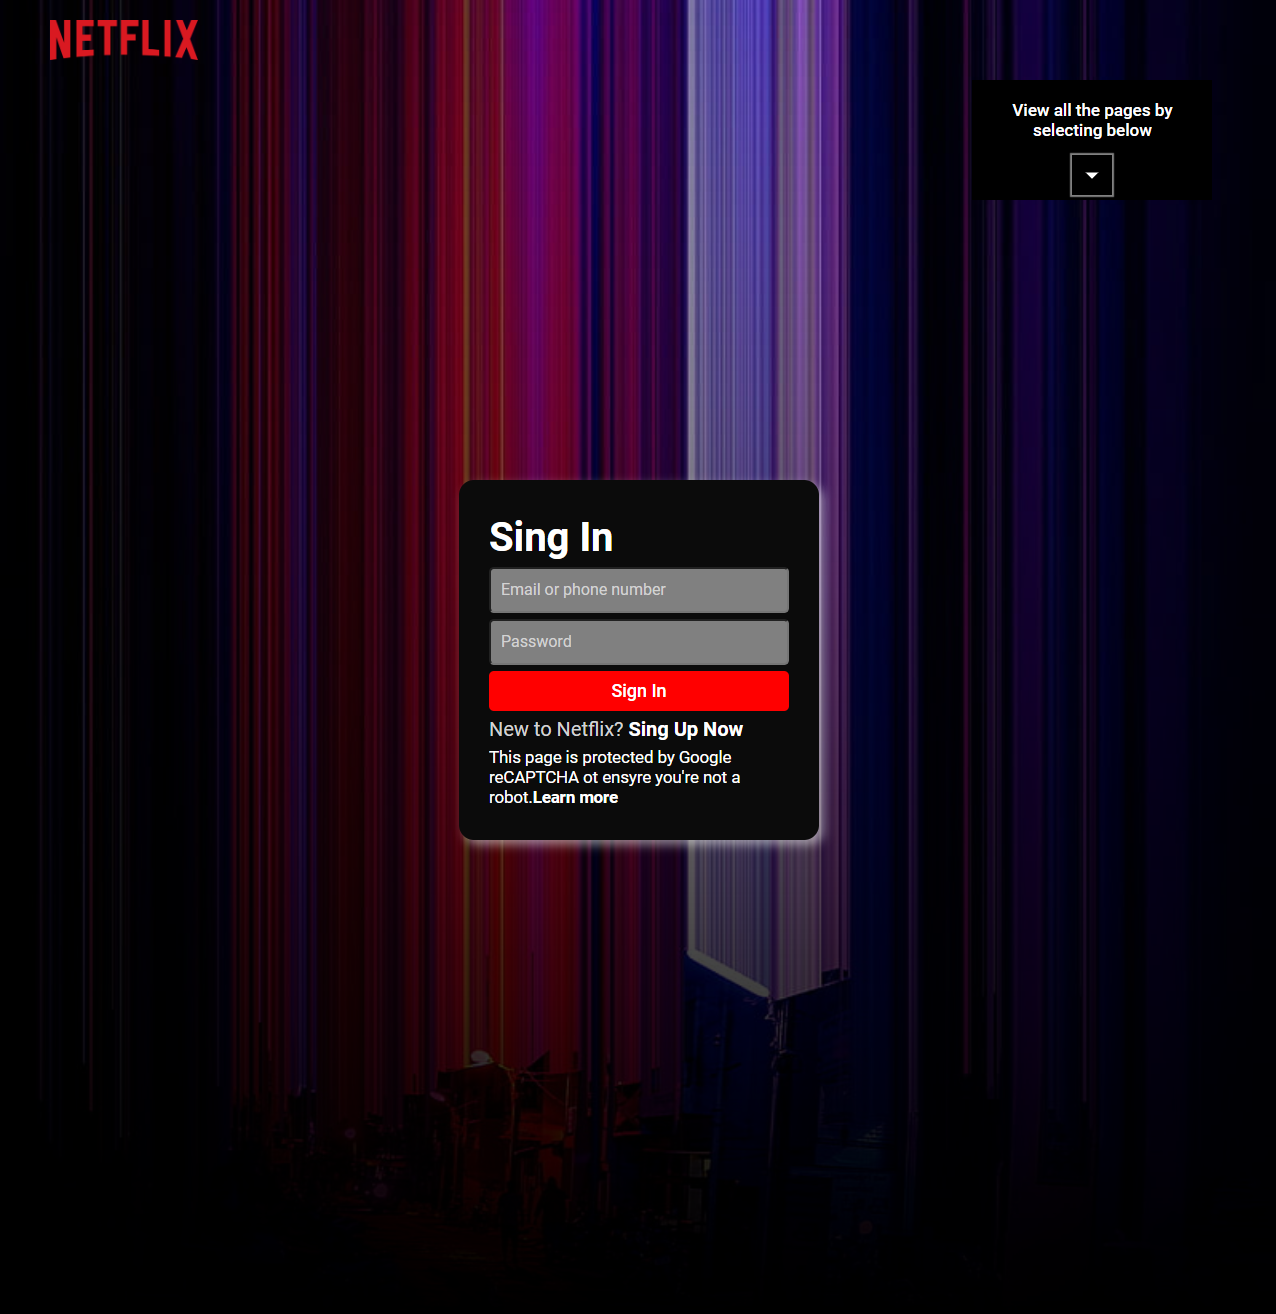 NETFLIX
View all the pages by
selecting below
Sing In
Email or phone number
Password
Sign In
New to Netflix? Sing Up Now
This page is protected by Google
reCAPTCHA ot ensyre you're not a
robot.Learn more